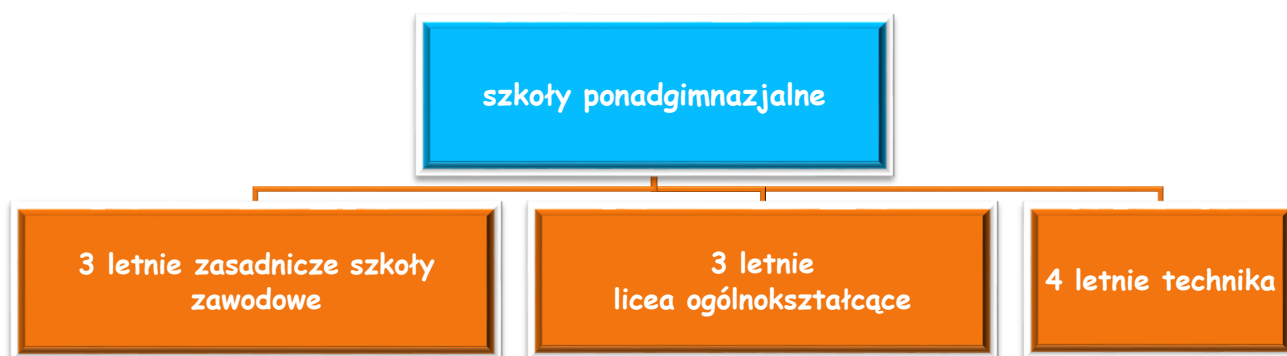 szkoły ponadgimnazjalne
3 letnie zasadnicze szkoły
zawodowe
3 letnie
licea ogólnokształcące
4 letnie technika